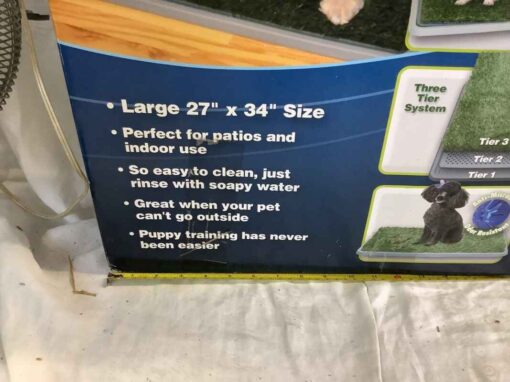 • Large 27" x 34" Size
• Perfect for patios and
indoor use
• So easy to clean, just
rinse with soapy water
• Great when your pet
can't go outside
• Puppy training has never
been easier
Three
Tier
System
Tier 3
Tier 2
Tier 1